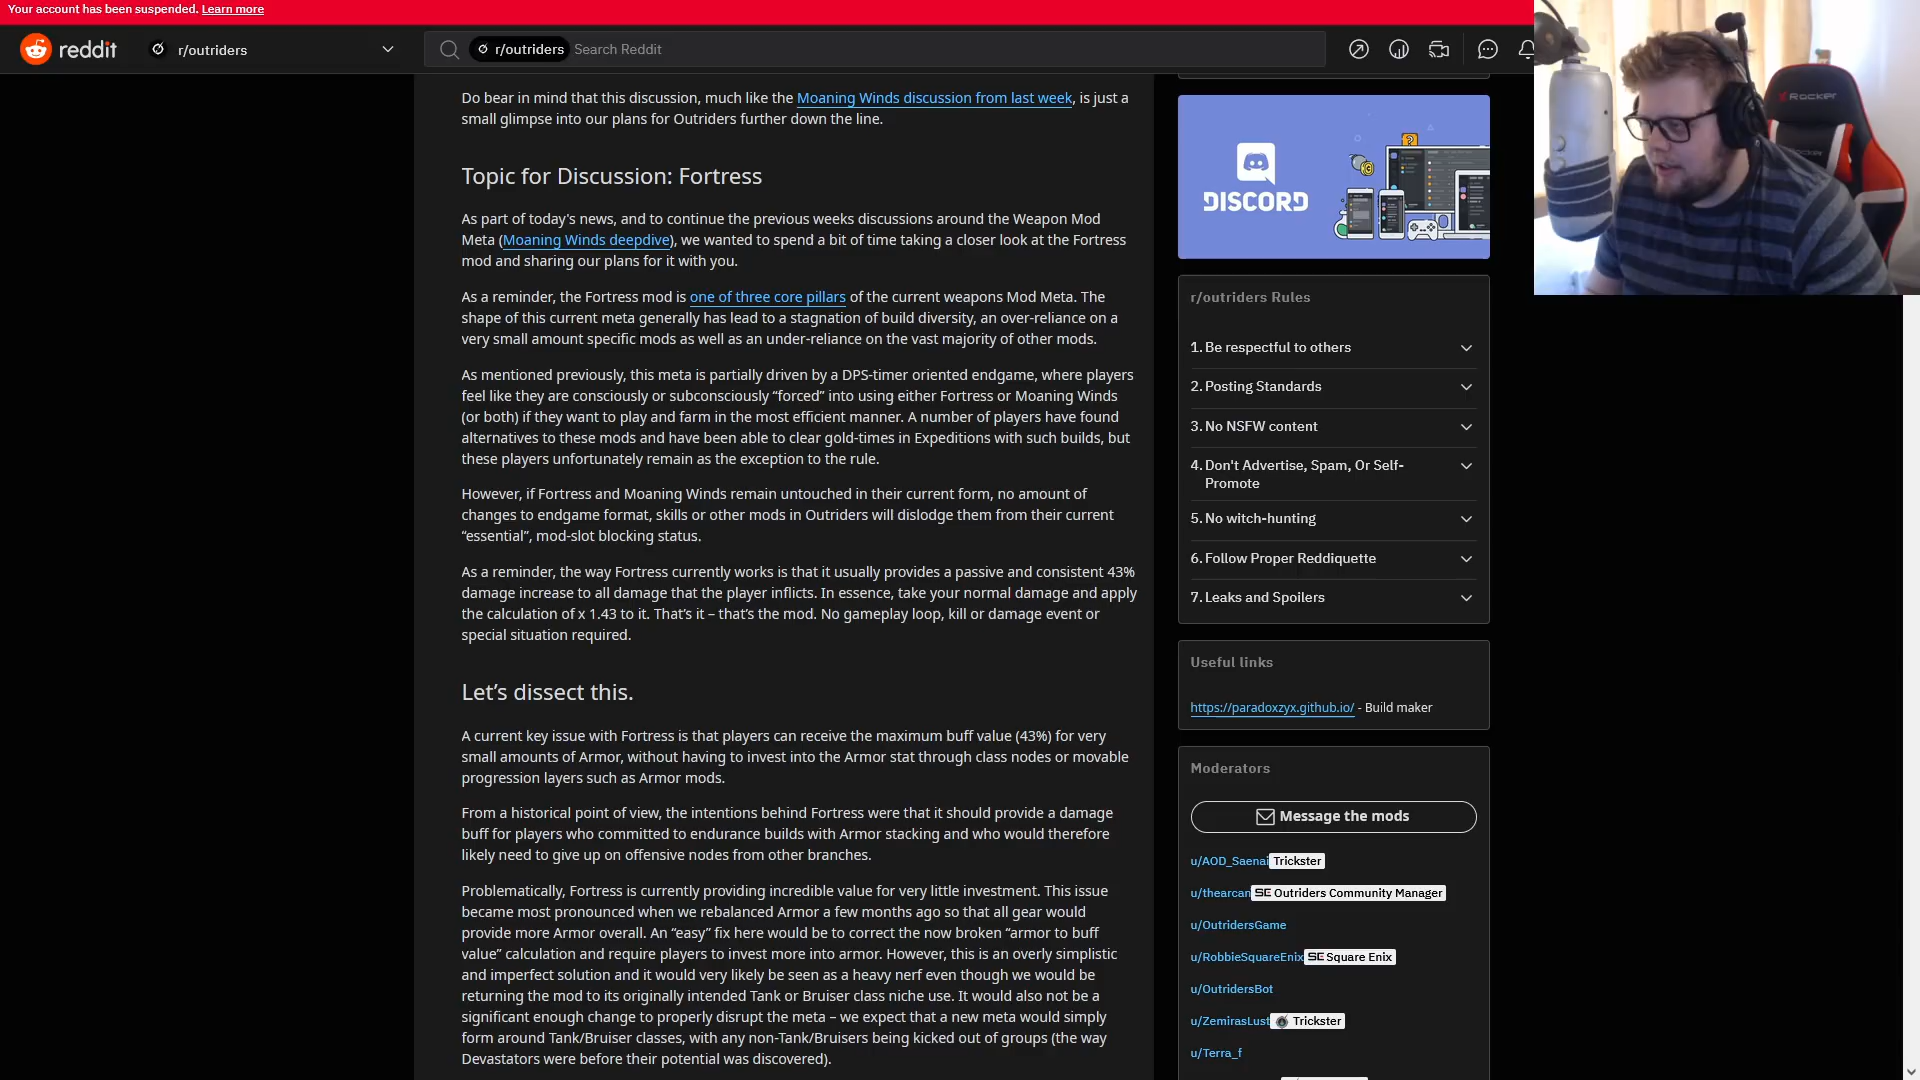 Your account has been suspended. Learn more
reddit
r/outriders
r/outriders Search Reddit
Do bear in mind that this discussion, much like the Moaning Winds discussion from last week, is just a
small glimpse into our plans for Outriders further down the line.
Topic for Discussion: Fortress
As part of today's news, and to continue the previous weeks discussions around the Weapon Mod
Meta (Moaning Winds deepdive), we wanted to spend a bit of time taking a closer look at the Fortress
mod and sharing our plans for it with you.
As a reminder, the Fortress mod is one of three core pillars of the current weapons Mod Meta. The
shape of this current meta generally has lead to a stagnation of build diversity, an over-reliance on a
very small amount specific mods as well as an under-reliance on the vast majority of other mods.
As mentioned previously, this meta is partially driven by a DPS-timer oriented endgame, where players
feel like they are consciously or subconsciously “forced” into using either Fortress or Moaning Winds
(or both) if they want to play and farm in the most efficient manner. A number of players have found
alternatives to these mods and have been able to clear gold-times in Expeditions with such builds, but
these players unfortunately remain as the exception to the rule.
However, if Fortress and Moaning Winds remain untouched in their current form, no amount of
changes to endgame format, skills or other mods in Outriders will dislodge them from their current
“essential”, mod-slot blocking status.
As a reminder, the way Fortress currently works is that it usually provides a passive and consistent 43%
damage increase to all damage that the player inflicts. In essence, take your normal damage and apply
the calculation of x 1.43 to it. That’s it – that’s the mod. No gameplay loop, kill or damage event or
special situation required.
Let’s dissect this.
A current key issue with Fortress is that players can receive the maximum buff value (43%) for very
small amounts of Armor, without having to invest into the Armor stat through class nodes or movable
progression layers such as Armor mods.
From a historical point of view, the intentions behind Fortress were that it should provide a damage
buff for players who committed to endurance builds with Armor stacking and who would therefore
likely need to give up on offensive nodes from other branches.
Problematically, Fortress is currently providing incredible value for very little investment. This issue
became most pronounced when we rebalanced Armor a few months ago so that all gear would
provide more Armor overall. An “easy” fix here would be to correct the now broken “armor to buff
value” calculation and require players to invest more into armor. However, this is an overly simplistic
and imperfect solution and it would very likely be seen as a heavy nerf even though we would be
returning the mod to its originally intended Tank or Bruiser class niche use. It would also not be a
significant enough change to properly disrupt the meta – we expect that a new meta would simply
form around Tank/Bruiser classes, with any non-Tank/Bruisers being kicked out of groups (the way
Devastators were before their potential was discovered).
DISCORD
r/outriders Rules
1. Be respectful to others
2. Posting Standards
3. No NSFW content
4. Don't Advertise, Spam, Or Self-
Promote
5. No witch-hunting
6. Follow Proper Reddiquette
7. Leaks and Spoilers
Useful links
https://paradoxzyx.github.io/ - Build maker
Moderators
Message the mods
u/AOD_Saenai Trickster
u/thearcan SE Outriders Community Manager
u/OutridersGame
u/RobbieSquareEnix SE Square Enix
u/OutridersBot
u/ZemirasLust Trickster
u/Terra_f
Rocker